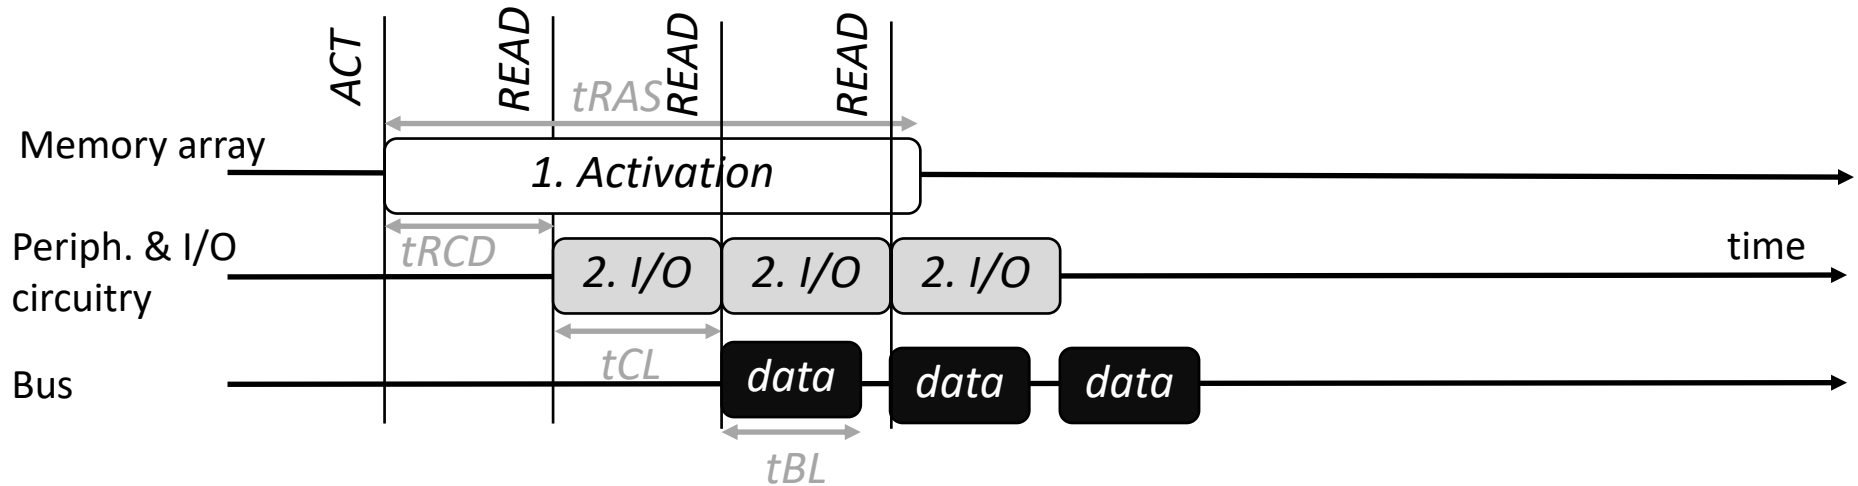 ACT
READ
READ
READ
tRAS
Memory array
1. Activation
tRCD
Periph. & I/O
circuitry
2. I/O
2. I/O
2. I/O
time
tCL
Bus
data
data
data
tBL